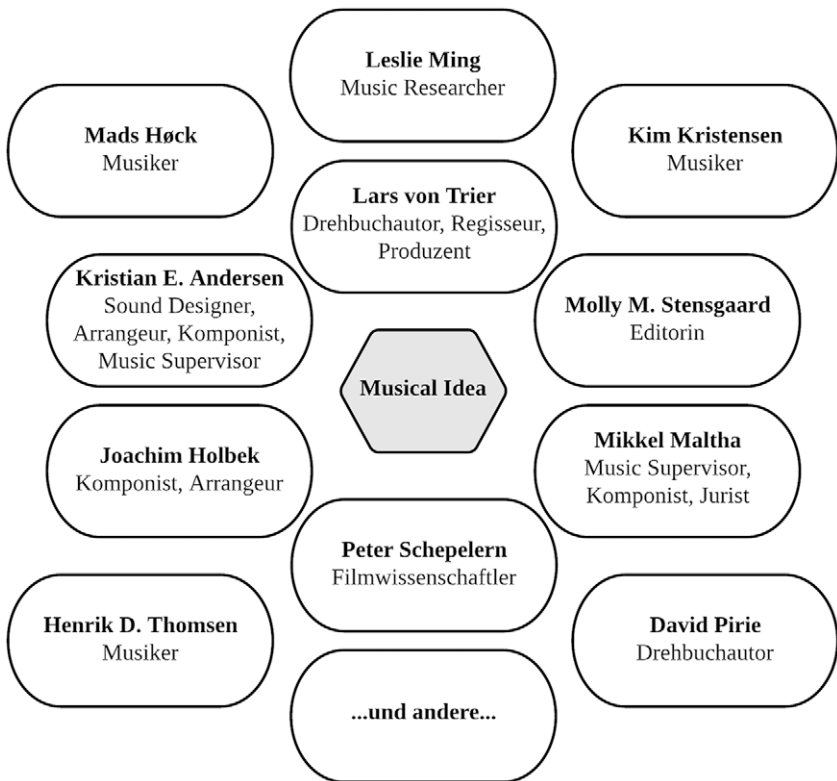 Leslie Ming
Music Researcher
Mads Høck
Musiker
Kim Kristensen
Musiker
Lars von Trier
Drehbuchautor, Regisseur,
Produzent
Kristian E. Andersen
Sound Designer,
Arrangeur, Komponist,
Music Supervisor
Molly M. Stensgaard
Editorin
Musical Idea
Joachim Holbek
Komponist, Arrangeur
Mikkel Maltha
Music Supervisor,
Komponist, Jurist
Peter Schepelern
Filmwissenschaftler
Henrik D. Thomsen
Musiker
David Pirie
Drehbuchautor
...und andere...